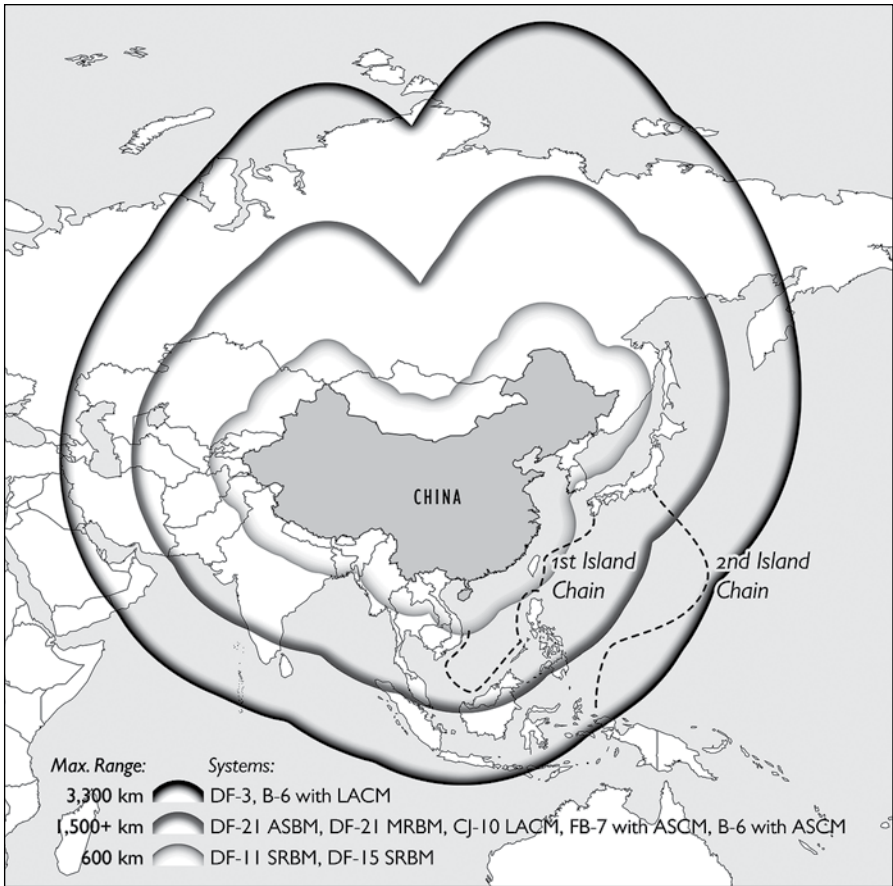 CHINA
1st Island
Chain
2nd Island
Chain
Max. Range: Systems:
3,300 km DF-3, B-6 with LACM
1,500+ km DF-21 ASBM, DF-21 MRBM, CJ-10 LACM, FB-7 with ASCM, B-6 with ASCM
600 km DF-11 SRBM, DF-15 SRBM